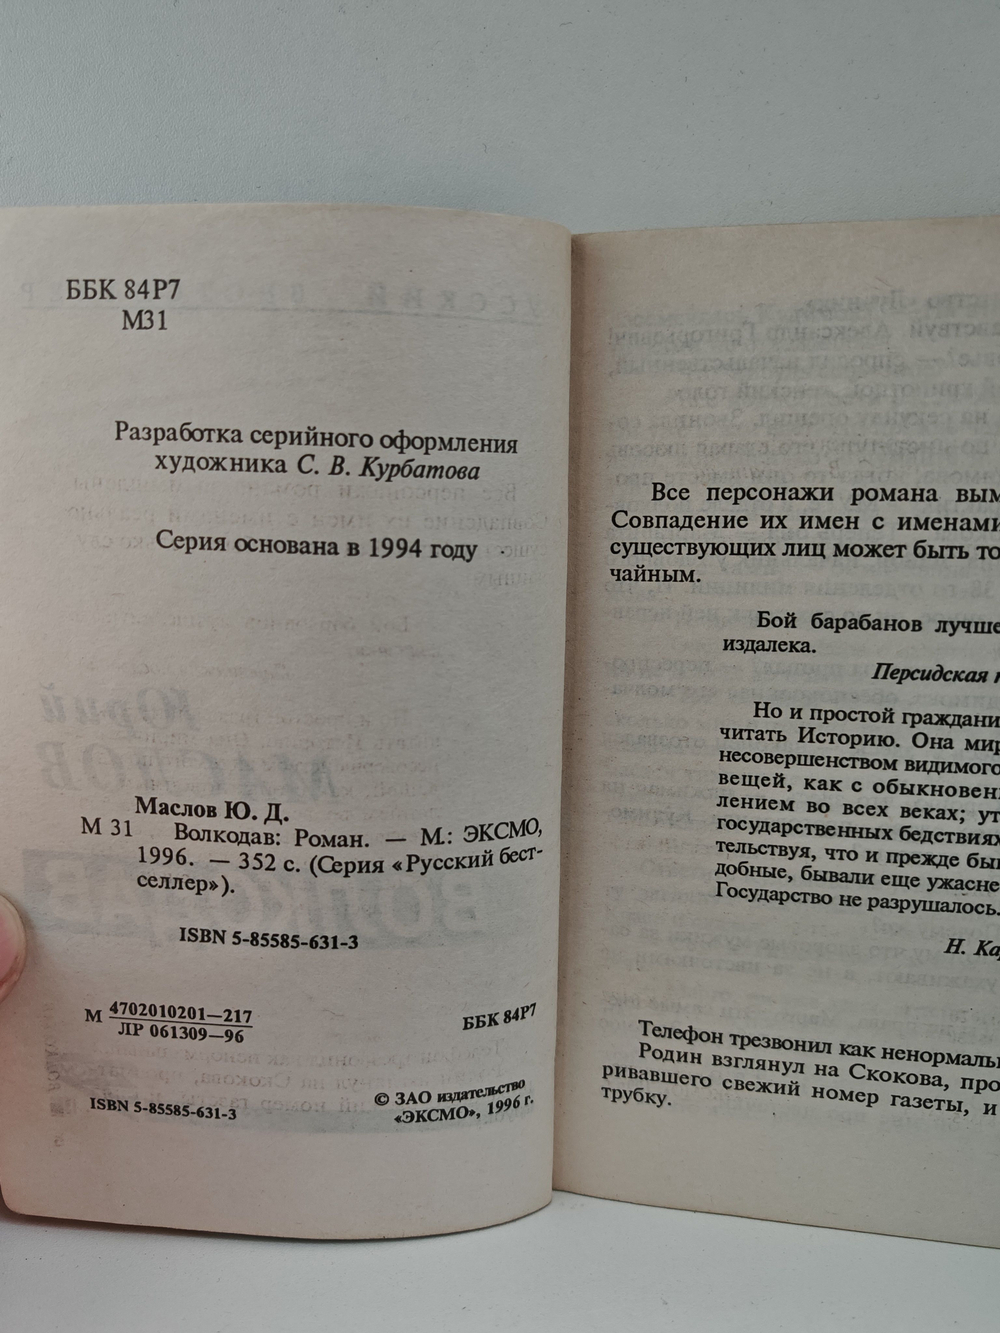 ББК 84Р7
М31
Разработка серийного оформления
художника С. В. Курбатова
Серия основана в 1994 году
Маслов Ю. Д.
М 31 Волкодав: Роман. — М.: ЭКСМО,
1996. — 352 с. (Серия «Русский бест-
селлер»).
ISBN 5-85585-631-3
М 4702010201—217
ЛР 061309—96
ББК 84Р7
ISBN 5-85585-631-3
© ЗАО издательство
«ЭКСМО», 1996 г.
Все персонажи романа вым
Совпадение их имен с именами
существующих лиц может быть то
чайным.
Бой барабанов лучше
издалека.
Персидская
Но и простой граждани
читать Историю. Она мир
несовершенством видимого
вещей, как с обыкновен
лением во всех веках; ут
государственных бедствиях
тельствуя, что и прежде бы
добные, бывали еще ужасне
Государство не разрушалось.
Н. Ка
Телефон трезвонил как ненормаль
Родин взглянул на Скокова, про
ривавшего свежий номер газеты, и
трубку.